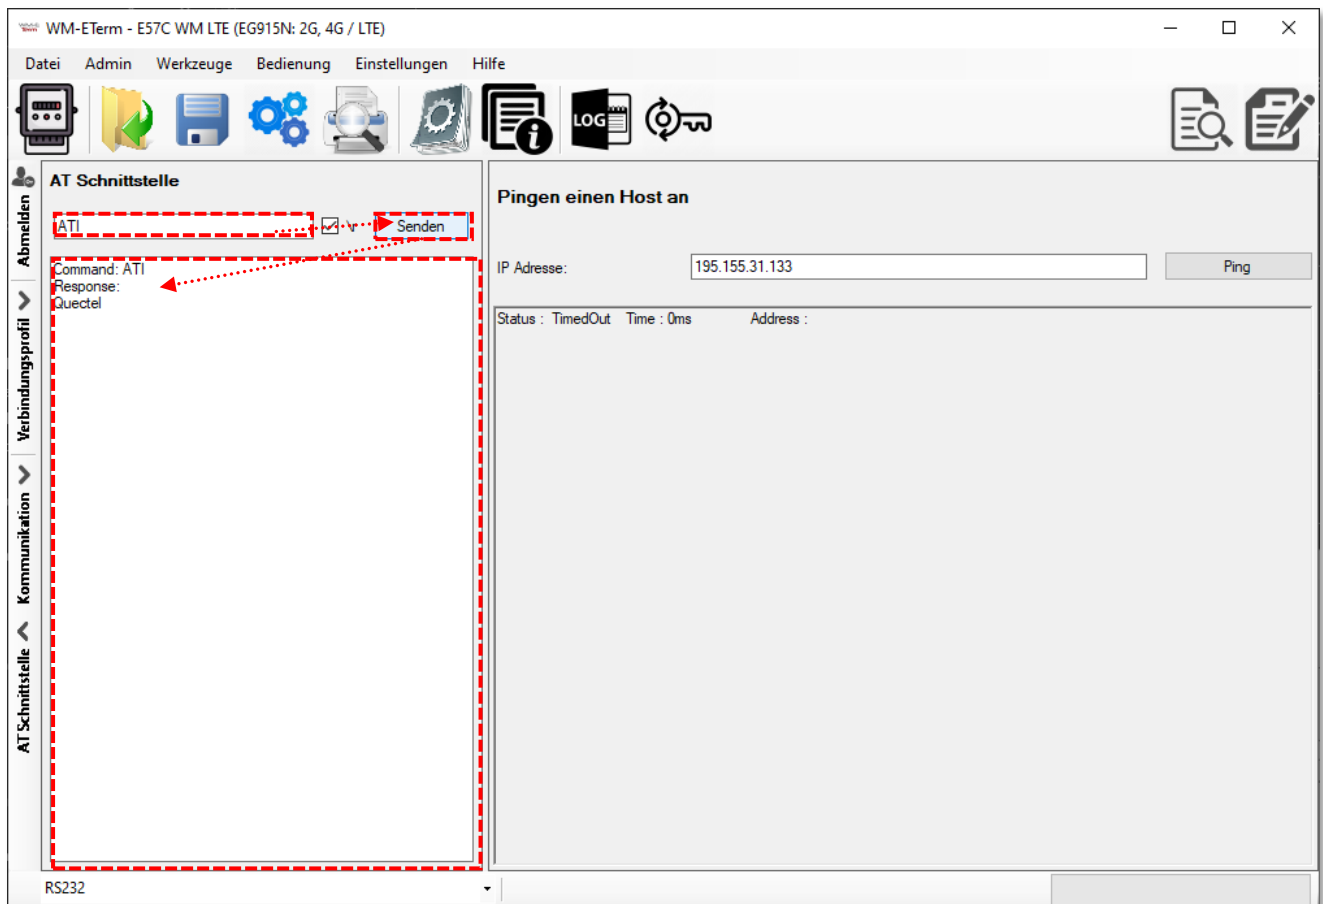 WM-ETerm - E57C WM LTE (EG915N: 2G, 4G / LTE)
Datei Admin Werkzeuge Bedienung Einstellungen Hilfe
LOG
Abmelden
Verbindungsprofil
Kommunikation
AT Schnittstelle
AT Schnittstelle
ATI
\r
Senden
Command: ATI
Response:
Quectel
Pingen einen Host an
IP Adresse: 195.155.31.133 Ping
Status : TimedOut Time : 0ms Address :
RS232